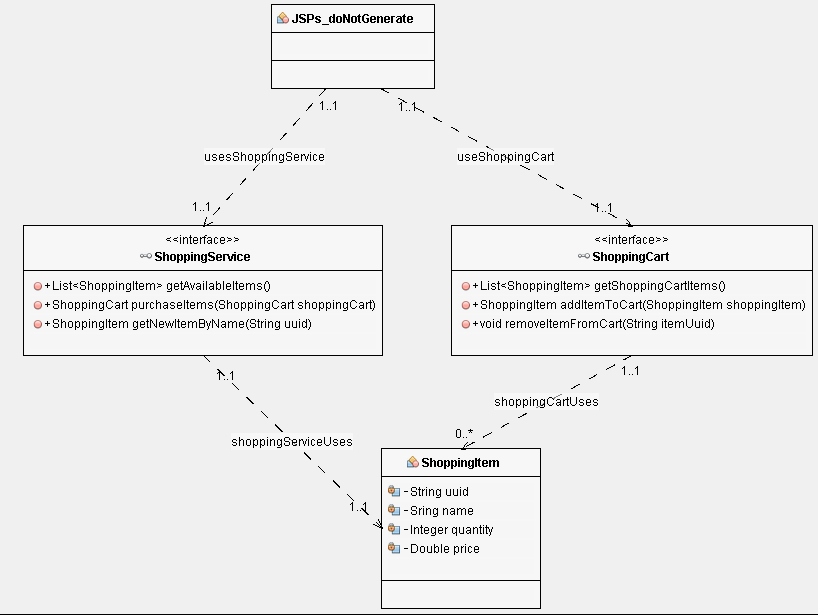 JSPs_doNotGenerate
1..1
1..1
usesShoppingService
useShoppingCart
1..1
1..1
<<interface>>
ShoppingService
+List<ShoppingItem> getAvailableItems()
+ShoppingCart purchaseItems(ShoppingCart shoppingCart)
+ShoppingItem getNewItemByName(String uuid)
<<interface>>
ShoppingCart
+List<ShoppingItem> getShoppingCartItems()
+ShoppingItem addItemToCart(ShoppingItem shoppingItem)
+void removeItemFromCart(String itemUuid)
1..1
1..1
shoppingCartUses
shoppingServiceUses
0..*
1..1
ShoppingItem
-String uuid
-Sring name
-Integer quantity
-Double price